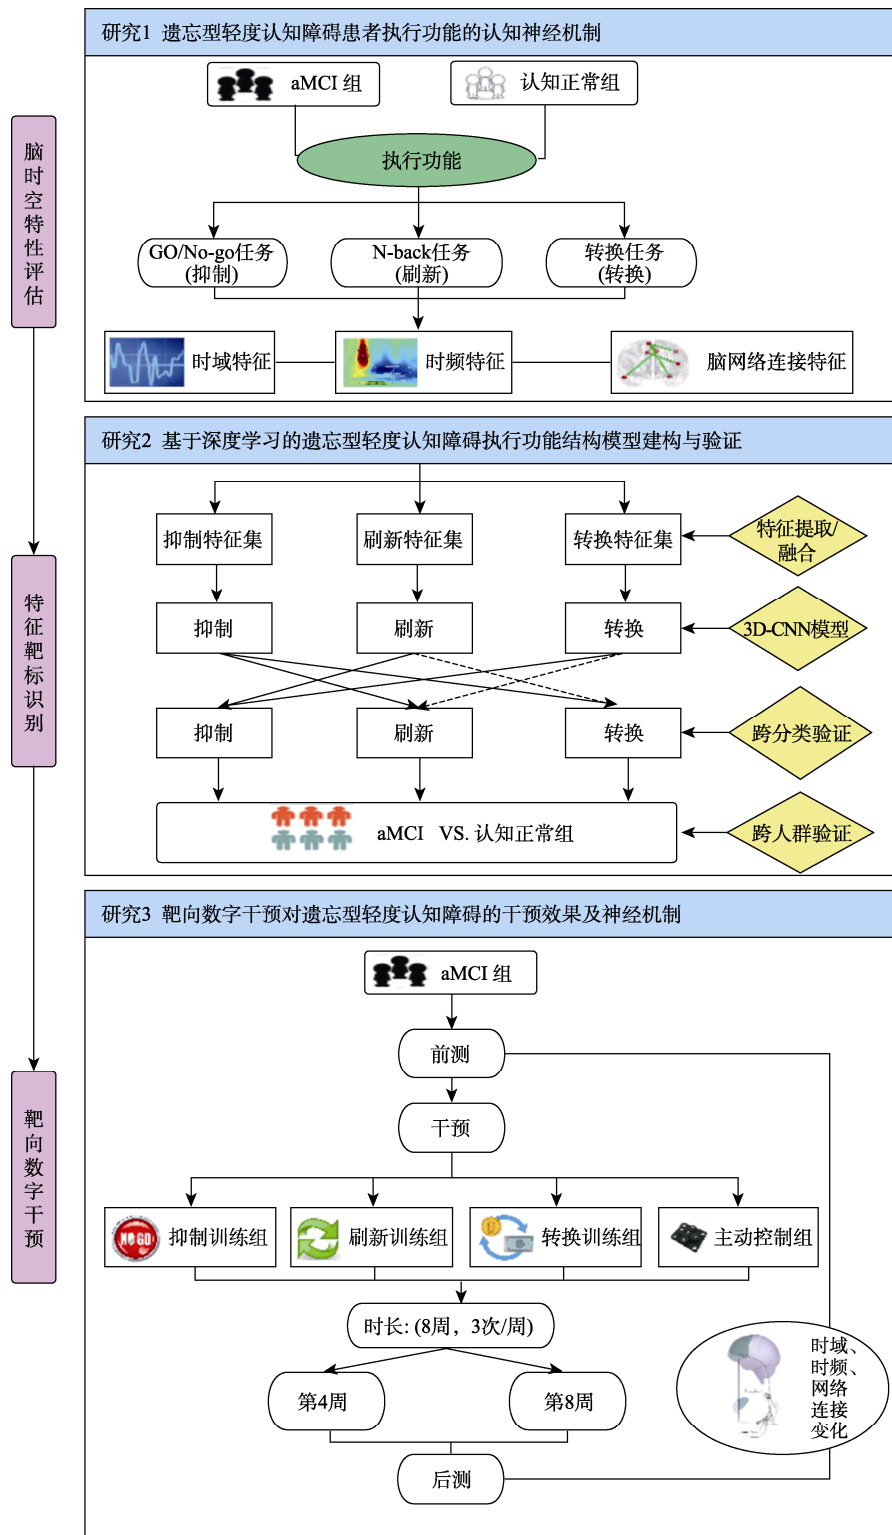 研究1 遗忘型轻度认知障碍患者执行功能的认知神经机制
aMCI 组
认知正常组
脑时空特性评估
执行功能
GO/No-go任务
(抑制)
N-back任务
(刷新)
转换任务
(转换)
时域特征
时频特征
脑网络连接特征
研究2 基于深度学习的遗忘型轻度认知障碍执行功能结构模型建构与验证
抑制特征集
刷新特征集
转换特征集
特征提取/
融合
特征靶标识别
抑制
刷新
转换
3D-CNN模型
抑制
刷新
转换
跨分类验证
aMCI VS. 认知正常组
跨人群验证
研究3 靶向数字干预对遗忘型轻度认知障碍的干预效果及神经机制
aMCI 组
前测
靶向数字干预
干预
NO GO!
抑制训练组
刷新训练组
转换训练组
主动控制组
时长: (8周，3次/周)
第4周
第8周
时域、
时频、
网络
连接
变化
后测